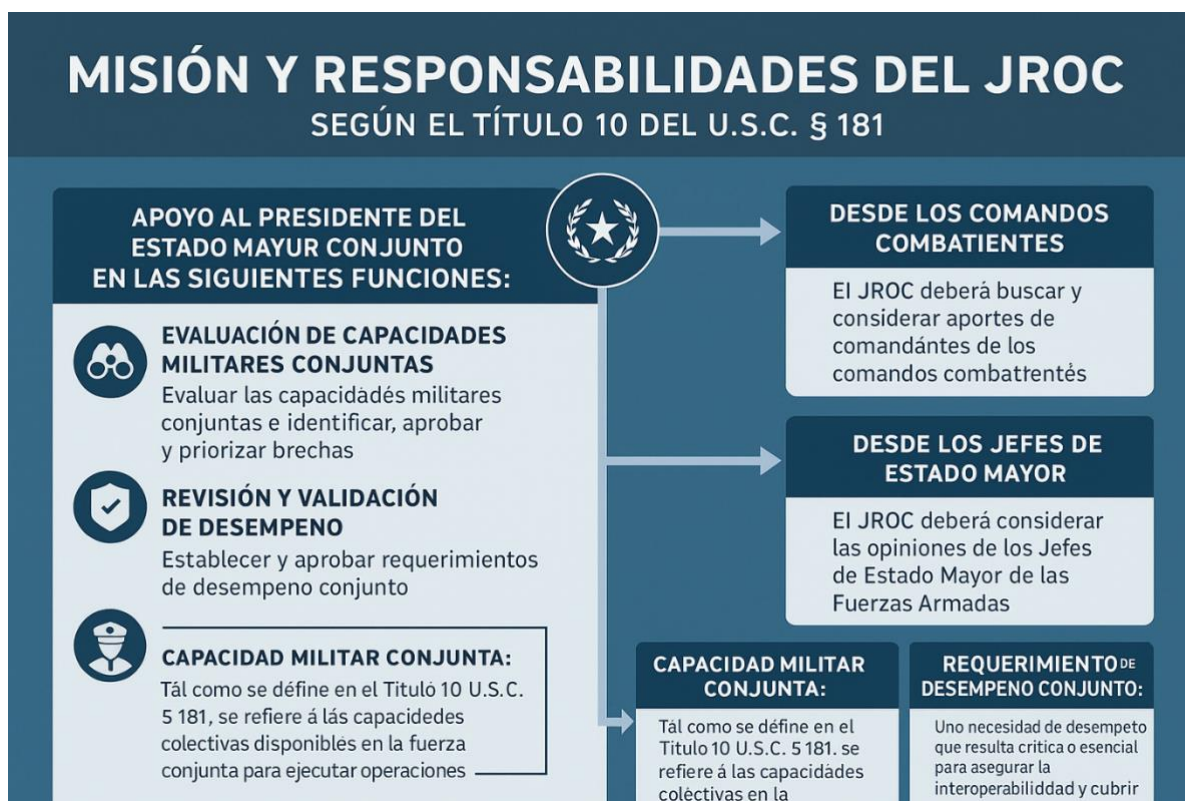 MISIÓN Y RESPONSABILIDADES DEL JROC
SEGÚN EL TÍTULO 10 DEL U.S.C. § 181
APOYO AL PRESIDENTE DEL
ESTADO MAYUR CONJUNTO
EN LAS SIGUIENTES FUNCIONES:
EVALUACIÓN DE CAPACIDADES
MILITARES CONJUNTAS
Evaluar las capacidádés militares
conjuntas e identificar, aprobar
y priorizar brechas
REVISIÓN Y VALIDACIÓN
DE DESEMPENO
Establecer y aprobar requerimientos
de desempeno conjunto
CAPACIDAD MILITAR CONJUNTA:
Tál como se défine en el Tituló 10 U.S.C.
5 181, se refiere á lás capacidedes
colectivas disponiblés en la fuerza
conjunta para ejecutar operaciones
DESDE LOS COMANDOS
COMBATIENTES
El JROC deberá buscar y
considerar aportes de
comandántes de los
comandos combatrentés
DESDE LOS JEFES DE
ESTADO MAYOR
El JROC deberá considerar
las opiniones de los Jefes
de Estado Mayor de las
Fuerzas Armadas
CAPACIDAD MILITAR
CONJUNTA:
Tál como se défine en el
Titulo 10 U.S.C. 5 181. se
refiere á las capacidàdes
coléctivas en la
REQUERIMIENTO DE
DESEMPENO CONJUNTO:
Uno necesidad de desempeto
que resulta critica o esencial
para asegurar la
interoperabiliddad y cubrir